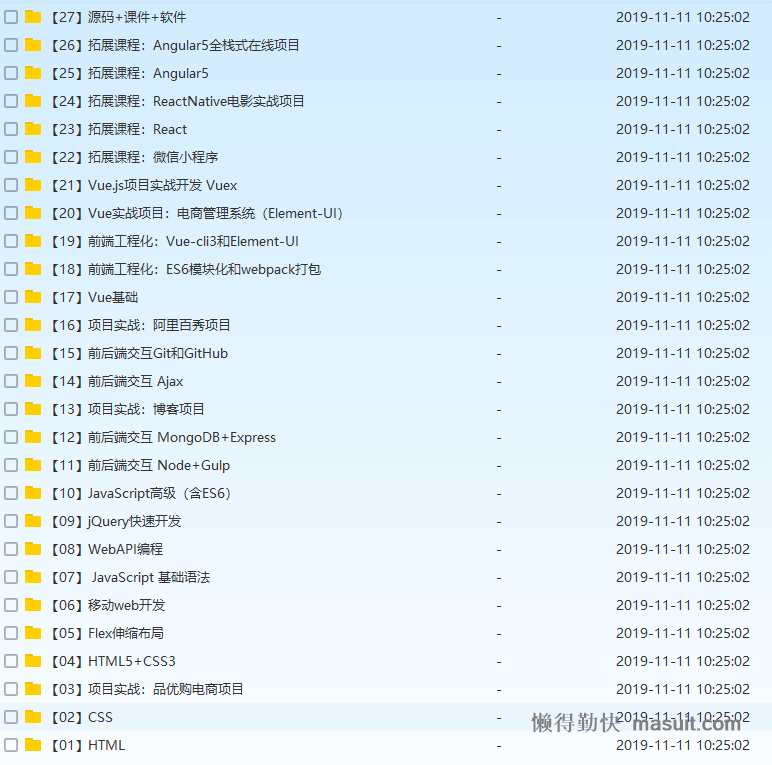 【27】源码+课件+软件 - 2019-11-11 10:25:02
【26】拓展课程：Angular5全栈式在线项目 - 2019-11-11 10:25:02
【25】拓展课程：Angular5 - 2019-11-11 10:25:02
【24】拓展课程：ReactNative电影实战项目 - 2019-11-11 10:25:02
【23】拓展课程：React - 2019-11-11 10:25:02
【22】拓展课程：微信小程序 - 2019-11-11 10:25:02
【21】Vue.js项目实战开发 Vuex - 2019-11-11 10:25:02
【20】Vue实战项目：电商管理系统（Element-UI） - 2019-11-11 10:25:02
【19】前端工程化：Vue-cli3和Element-UI - 2019-11-11 10:25:02
【18】前端工程化：ES6模块化和webpack打包 - 2019-11-11 10:25:02
【17】Vue基础 - 2019-11-11 10:25:02
【16】项目实战：阿里百秀项目 - 2019-11-11 10:25:02
【15】前后端交互Git和GitHub - 2019-11-11 10:25:02
【14】前后端交互 Ajax - 2019-11-11 10:25:02
【13】项目实战：博客项目 - 2019-11-11 10:25:02
【12】前后端交互 MongoDB+Express - 2019-11-11 10:25:02
【11】前后端交互 Node+Gulp - 2019-11-11 10:25:02
【10】JavaScript高级（含ES6） - 2019-11-11 10:25:02
【09】jQuery快速开发 - 2019-11-11 10:25:02
【08】WebAPI编程 - 2019-11-11 10:25:02
【07】 JavaScript 基础语法 - 2019-11-11 10:25:02
【06】移动web开发 - 2019-11-11 10:25:02
【05】Flex伸缩布局 - 2019-11-11 10:25:02
【04】HTML5+CSS3 - 2019-11-11 10:25:02
【03】项目实战：品优购电商项目 - 2019-11-11 10:25:02
【02】CSS - 2019-11-11 10:25:02
懒得勤快 masuit.com
【01】HTML - 2019-11-11 10:25:02